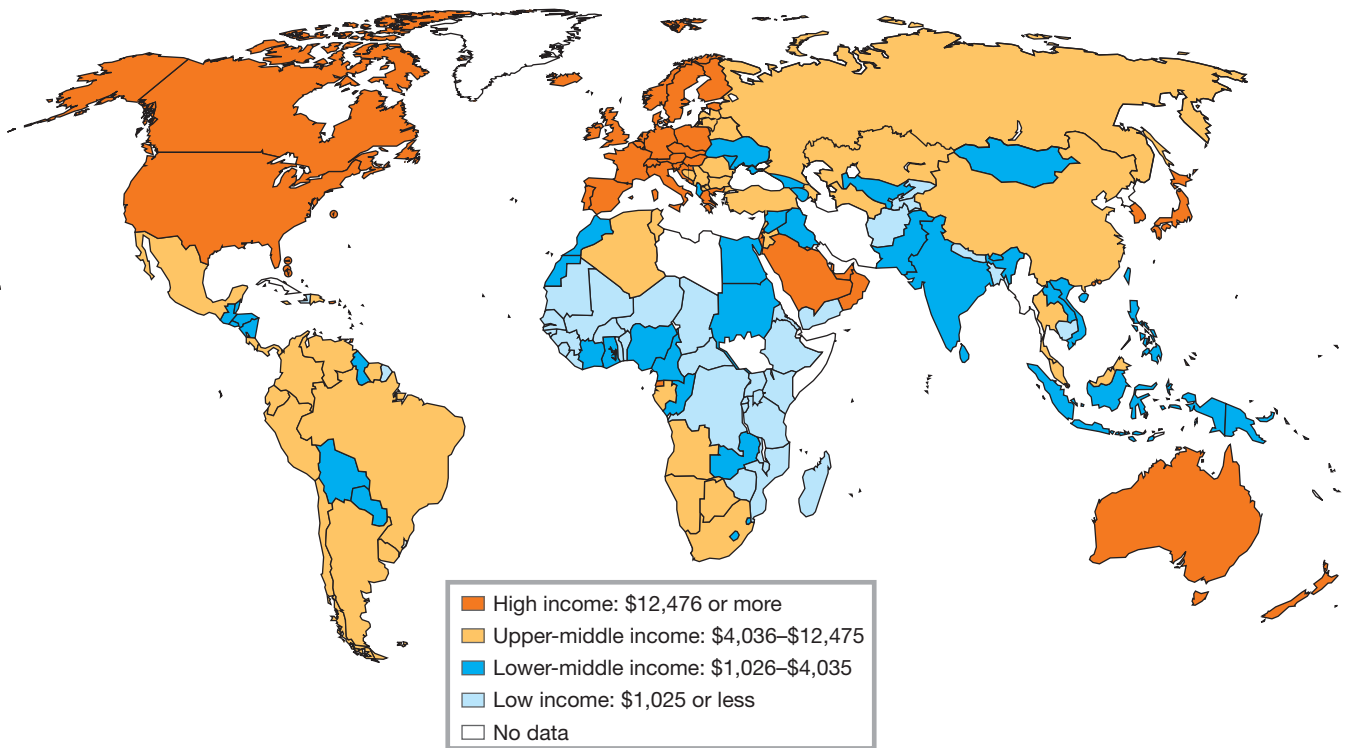 High income: $12,476 or more
Upper-middle income: $4,036–$12,475
Lower-middle income: $1,026–$4,035
Low income: $1,025 or less
No data